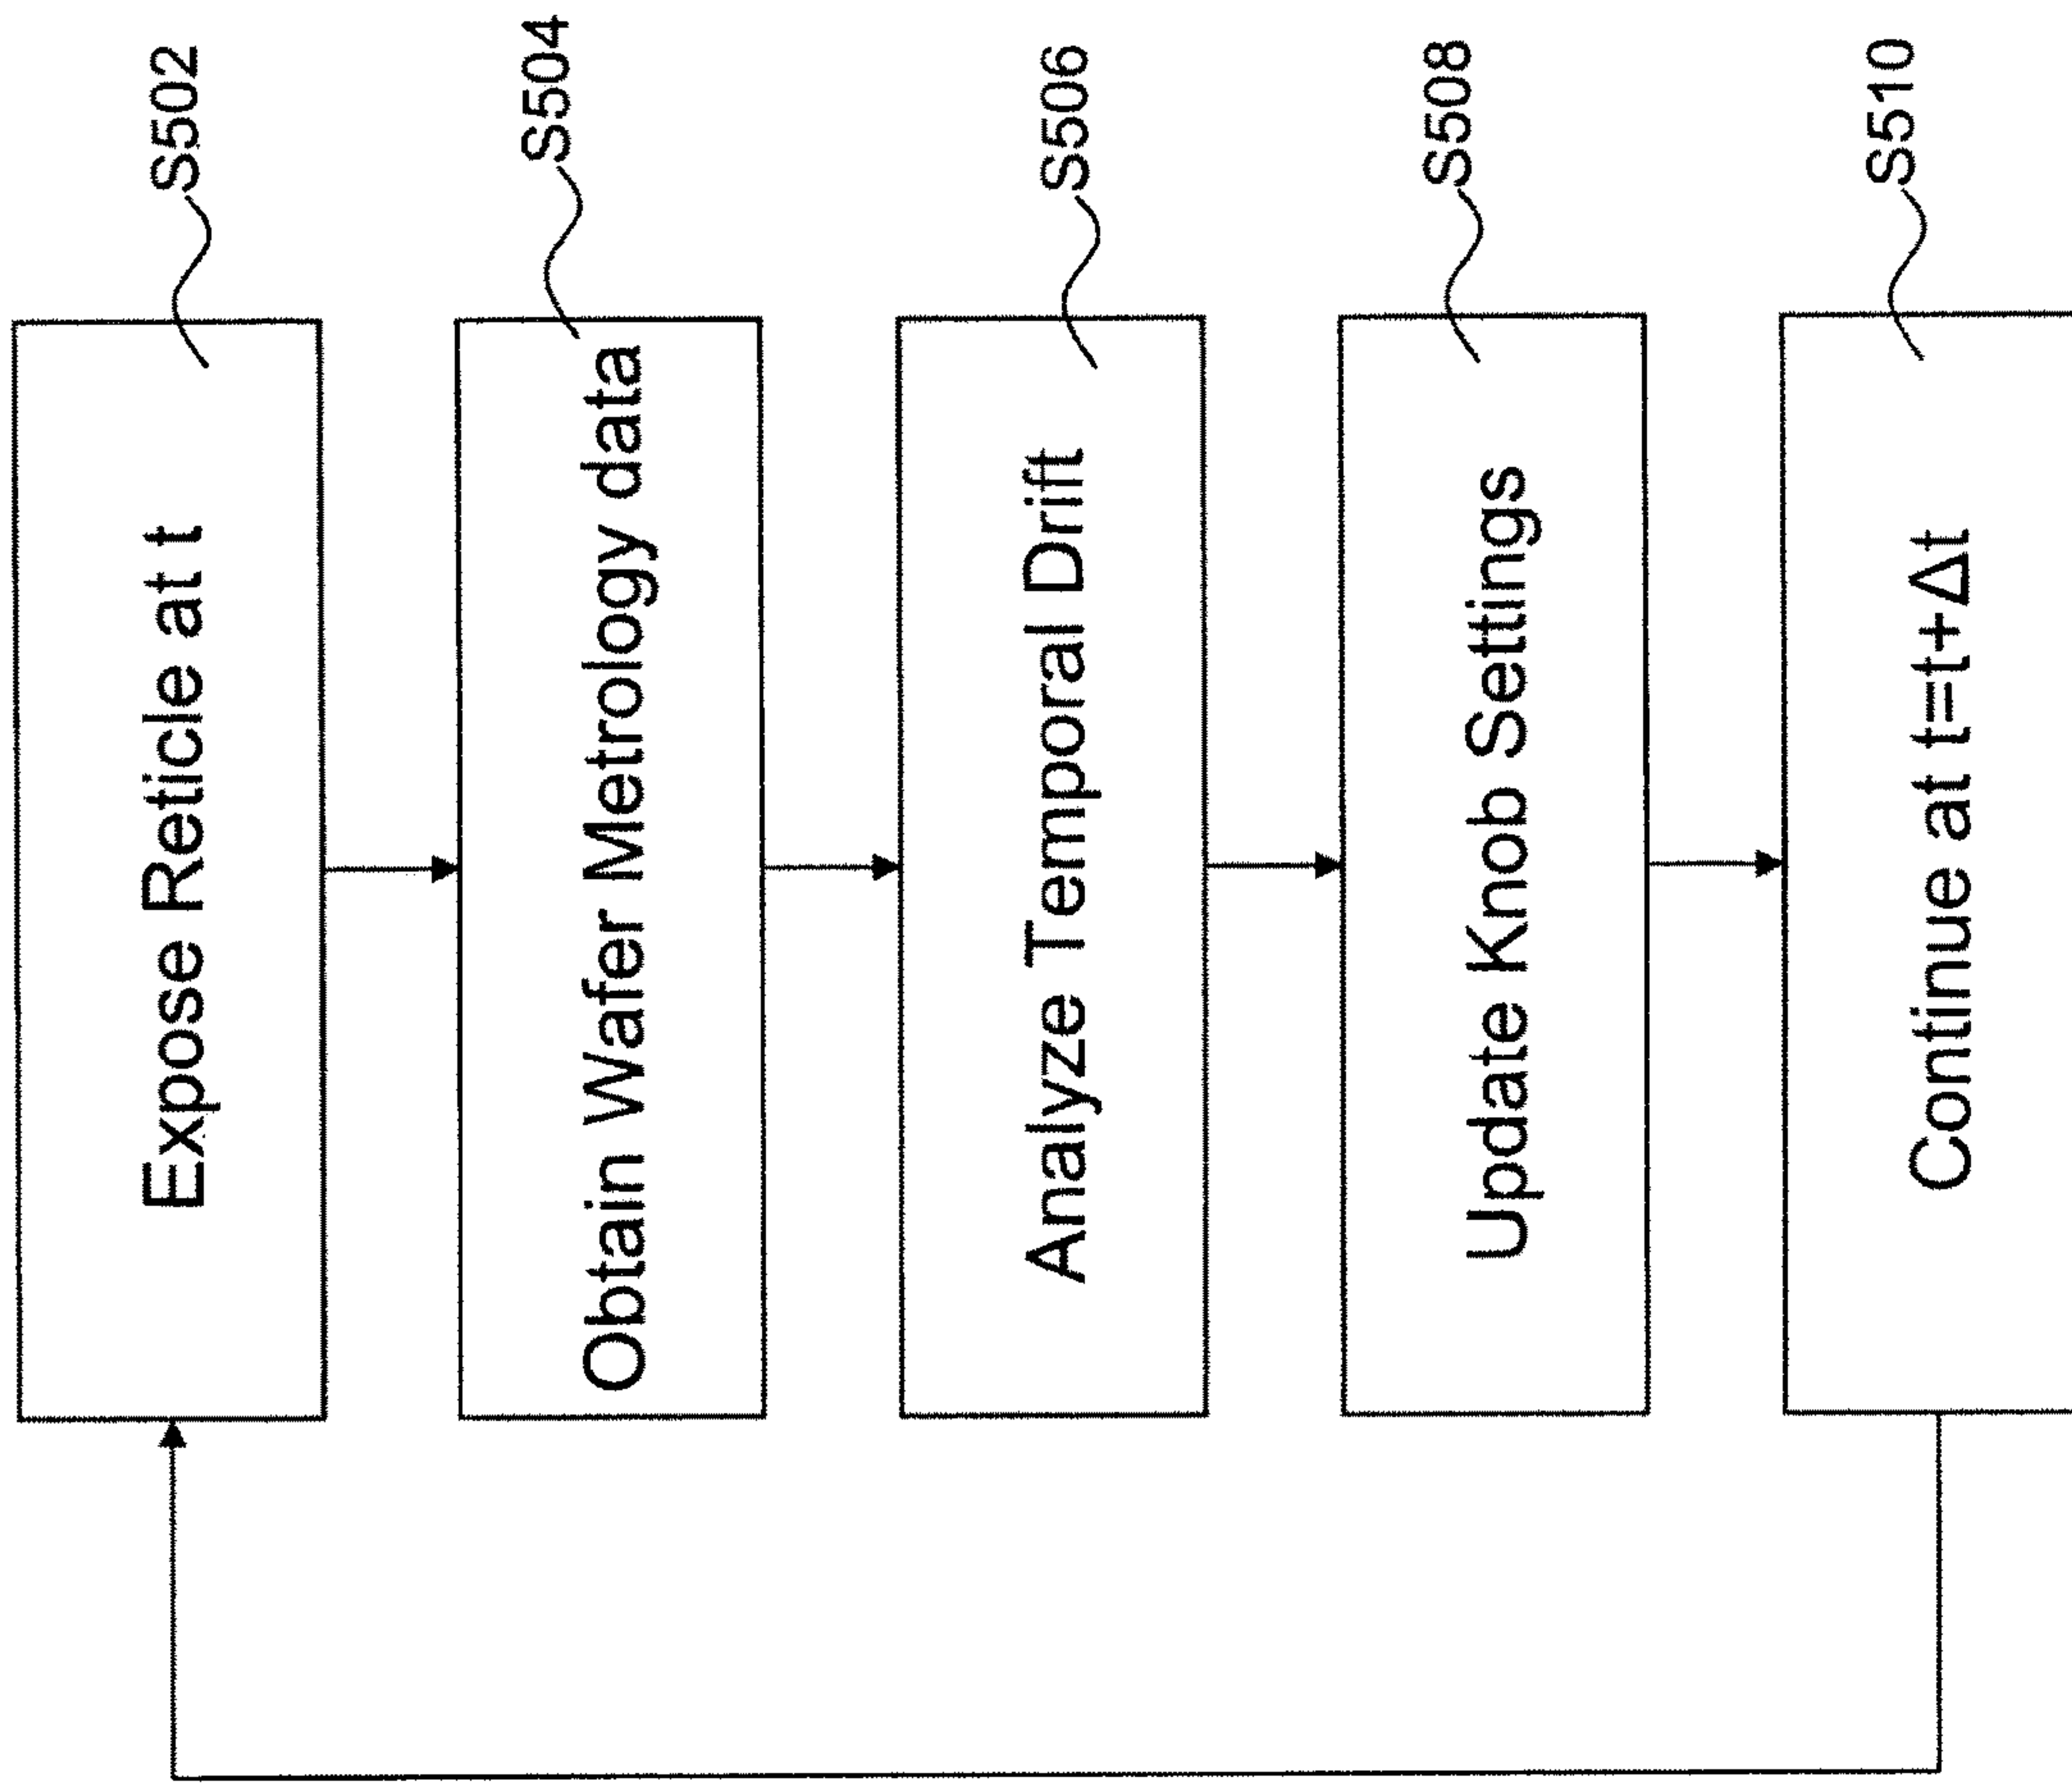 Expose Reticle at t
S502
Obtain Wafer Metrology data
S504
Analyze Temporal Drift
S506
Update Knob Settings
S508
Continue at t=t+Δt
S510